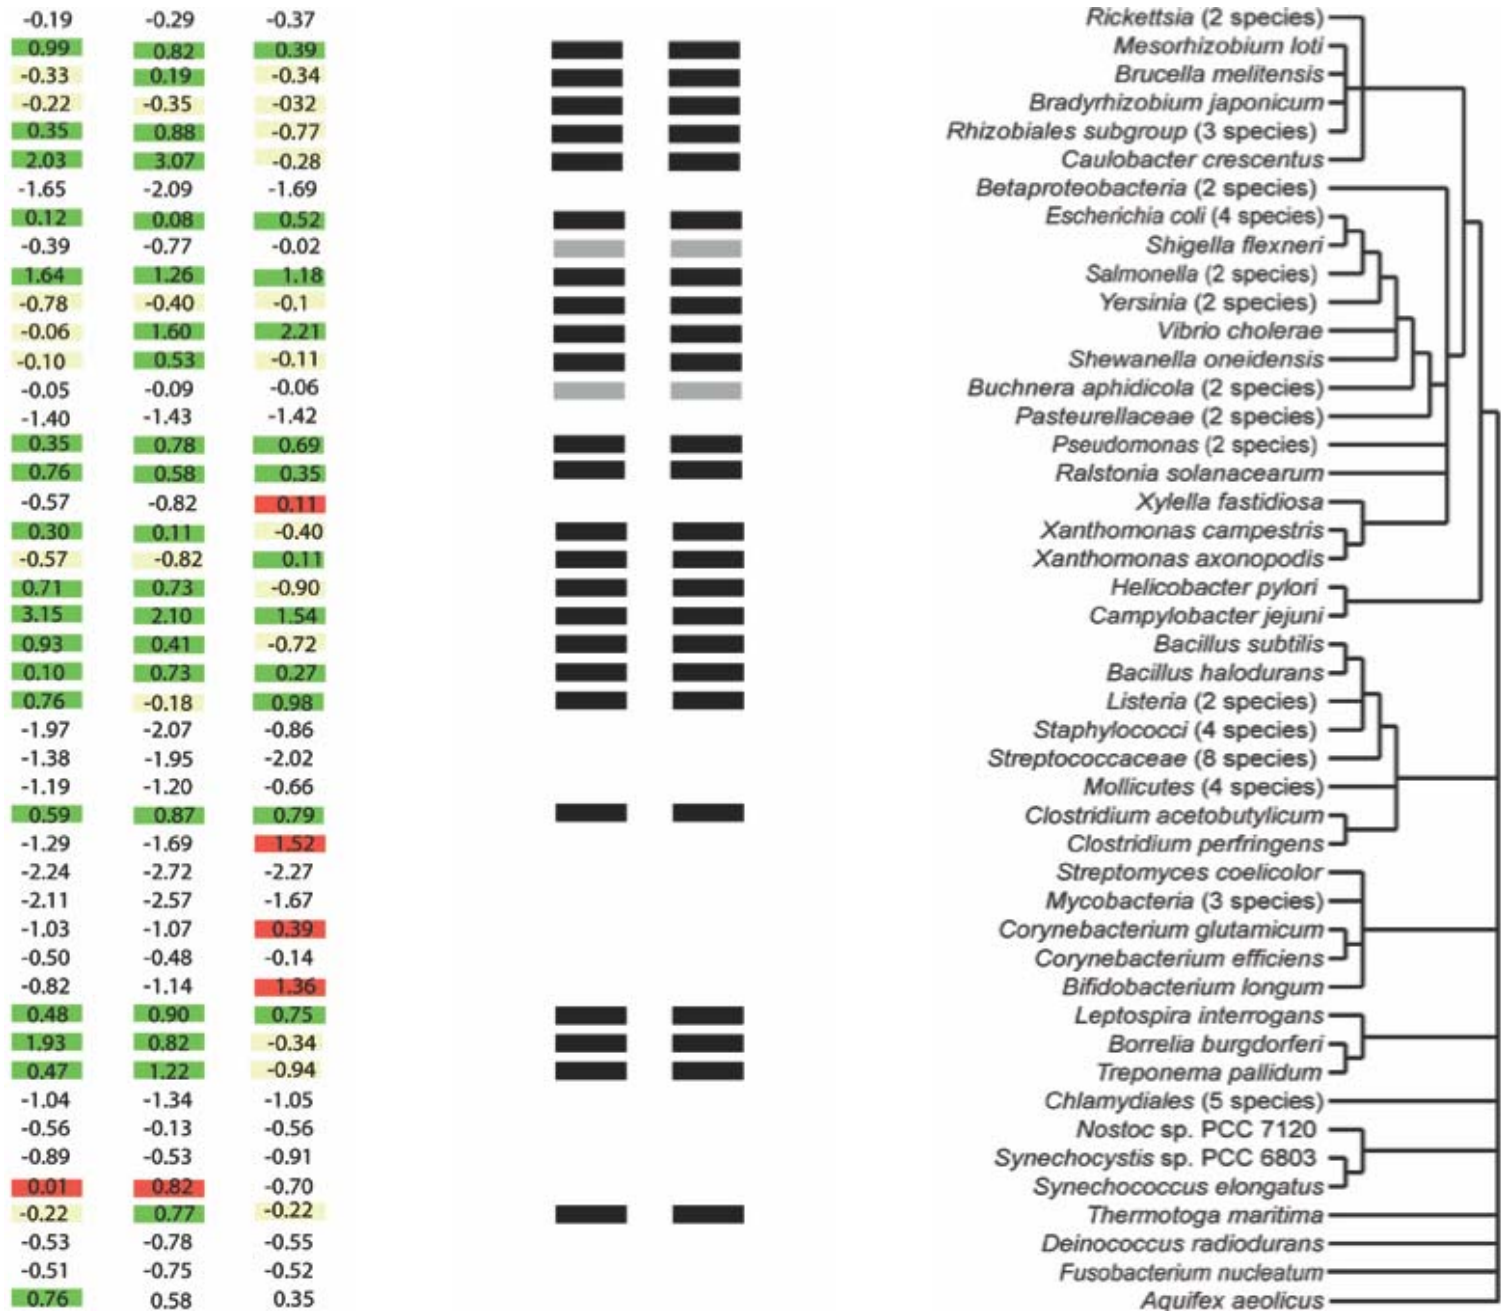 -0.19 -0.29 -0.37 Rickettsia (2 species)
0.99 0.82 0.39 Mesorhizobium loti
-0.33 0.19 -0.34 Brucella melitensis
-0.22 -0.35 -032 Bradyrhizobium japonicum
0.35 0.88 -0.77 Rhizobiales subgroup (3 species)
2.03 3.07 -0.28 Caulobacter crescentus
-1.65 -2.09 -1.69 Betaproteobacteria (2 species)
0.12 0.08 0.52 Escherichia coli (4 species)
-0.39 -0.77 -0.02 Shigella flexneri
1.64 1.26 1.18 Salmonella (2 species)
-0.78 -0.40 -0.1 Yersinia (2 species)
-0.06 1.60 2.21 Vibrio cholerae
-0.10 0.53 -0.11 Shewanella oneidensis
-0.05 -0.09 -0.06 Buchnera aphidicola (2 species)
-1.40 -1.43 -1.42 Pasteurellaceae (2 species)
0.35 0.78 0.69 Pseudomonas (2 species)
0.76 0.58 0.35 Ralstonia solanacearum
-0.57 -0.82 0.11 Xylella fastidiosa
0.30 0.11 -0.40 Xanthomonas campestris
-0.57 -0.82 0.11 Xanthomonas axonopodis
0.71 0.73 -0.90 Helicobacter pylori
3.15 2.10 1.54 Campylobacter jejuni
0.93 0.41 -0.72 Bacillus subtilis
0.10 0.73 0.27 Bacillus halodurans
0.76 -0.18 0.98 Listeria (2 species)
-1.97 -2.07 -0.86 Staphylococci (4 species)
-1.38 -1.95 -2.02 Streptococcaceae (8 species)
-1.19 -1.20 -0.66 Mollicutes (4 species)
0.59 0.87 0.79 Clostridium acetobutylicum
-1.29 -1.69 1.52 Clostridium perfringens
-2.24 -2.72 -2.27 Streptomyces coelicolor
-2.11 -2.57 -1.67 Mycobacteria (3 species)
-1.03 -1.07 0.39 Corynebacterium glutamicum
-0.50 -0.48 -0.14 Corynebacterium efficiens
-0.82 -1.14 1.36 Bifidobacterium longum
0.48 0.90 0.75 Leptospira interrogans
1.93 0.82 -0.34 Borrelia burgdorferi
0.47 1.22 -0.94 Treponema pallidum
-1.04 -1.34 -1.05 Chlamydiales (5 species)
-0.56 -0.13 -0.56 Nostoc sp. PCC 7120
-0.89 -0.53 -0.91 Synechocystis sp. PCC 6803
0.01 0.82 -0.70 Synechococcus elongatus
-0.22 0.77 -0.22 Thermotoga maritima
-0.53 -0.78 -0.55 Deinococcus radiodurans
-0.51 -0.75 -0.52 Fusobacterium nucleatum
0.76 0.58 0.35 Aquifex aeolicus